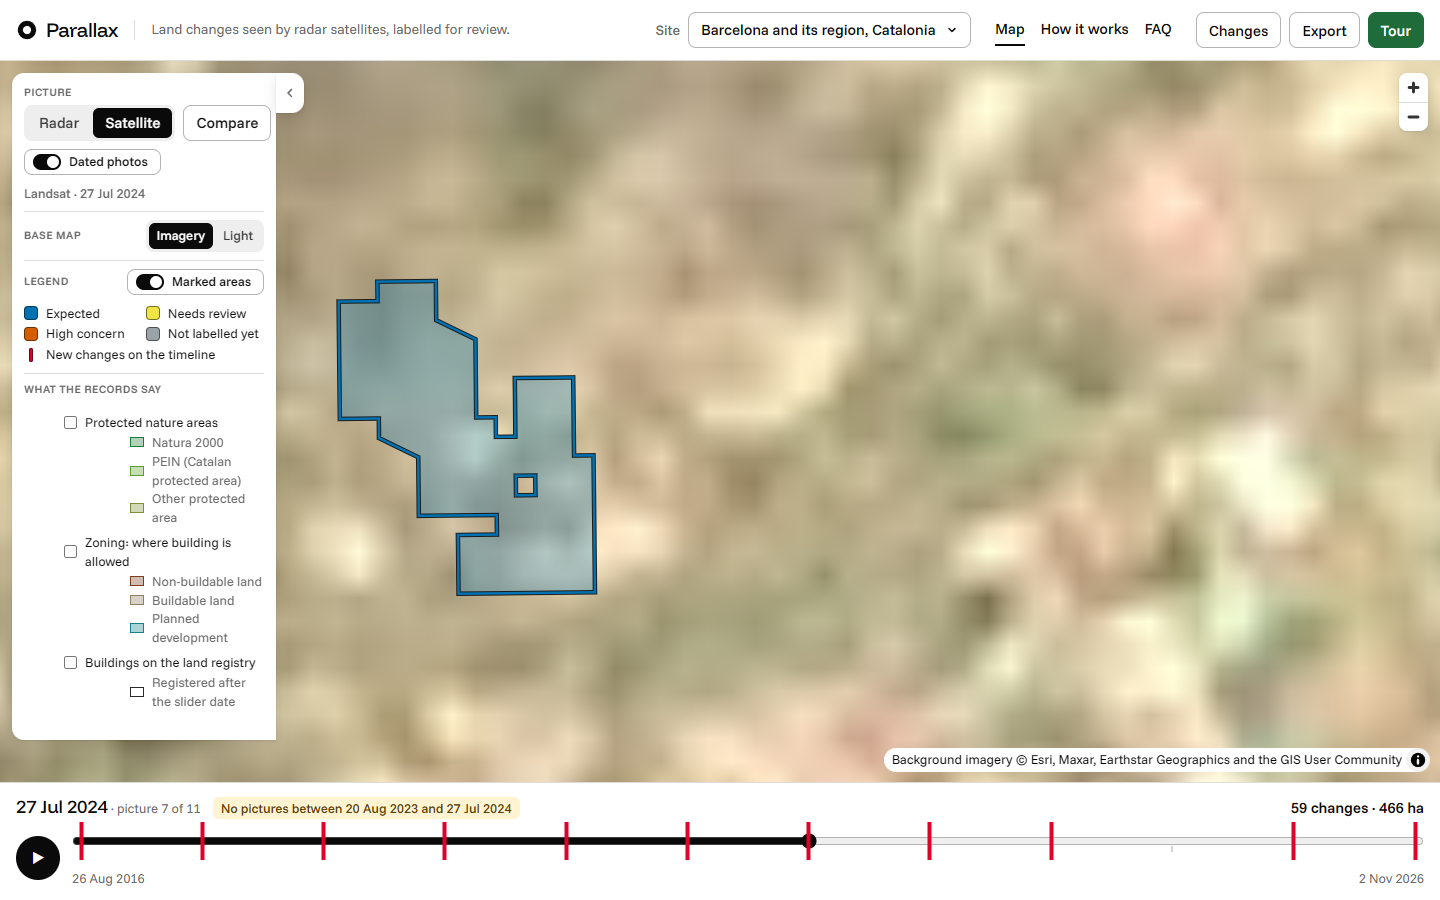 Parallax
Land changes seen by radar satellites, labelled for review.
Site
Barcelona and its region, Catalonia
Map
How it works
FAQ
Changes
Export
Tour
PICTURE
Radar
Satellite
Compare
Dated photos
Landsat · 27 Jul 2024
BASE MAP
Imagery
Light
LEGEND
Marked areas
Expected
Needs review
High concern
Not labelled yet
New changes on the timeline
WHAT THE RECORDS SAY
Protected nature areas
Natura 2000
PEIN (Catalan
protected area)
Other protected
area
Zoning: where building is
allowed
Non-buildable land
Buildable land
Planned
development
Buildings on the land registry
Registered after
the slider date
Background imagery © Esri, Maxar, Earthstar Geographics and the GIS User Community
27 Jul 2024 · picture 7 of 11
No pictures between 20 Aug 2023 and 27 Jul 2024
59 changes · 466 ha
26 Aug 2016
2 Nov 2026